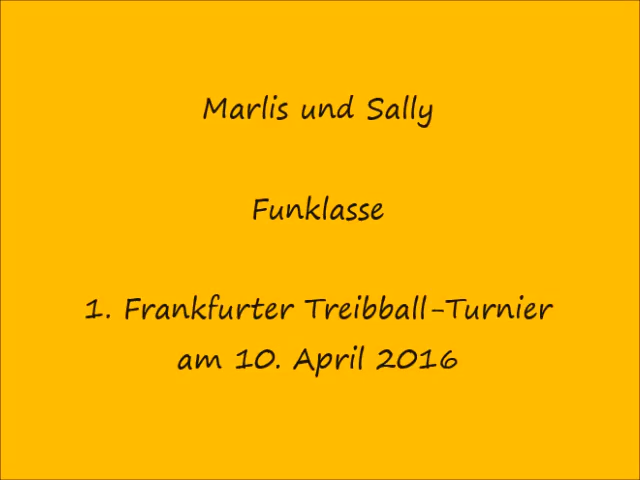 Marlis und Sally
Funklasse
1. Frankfurter Treibball-Turnier
am 10. April 2016